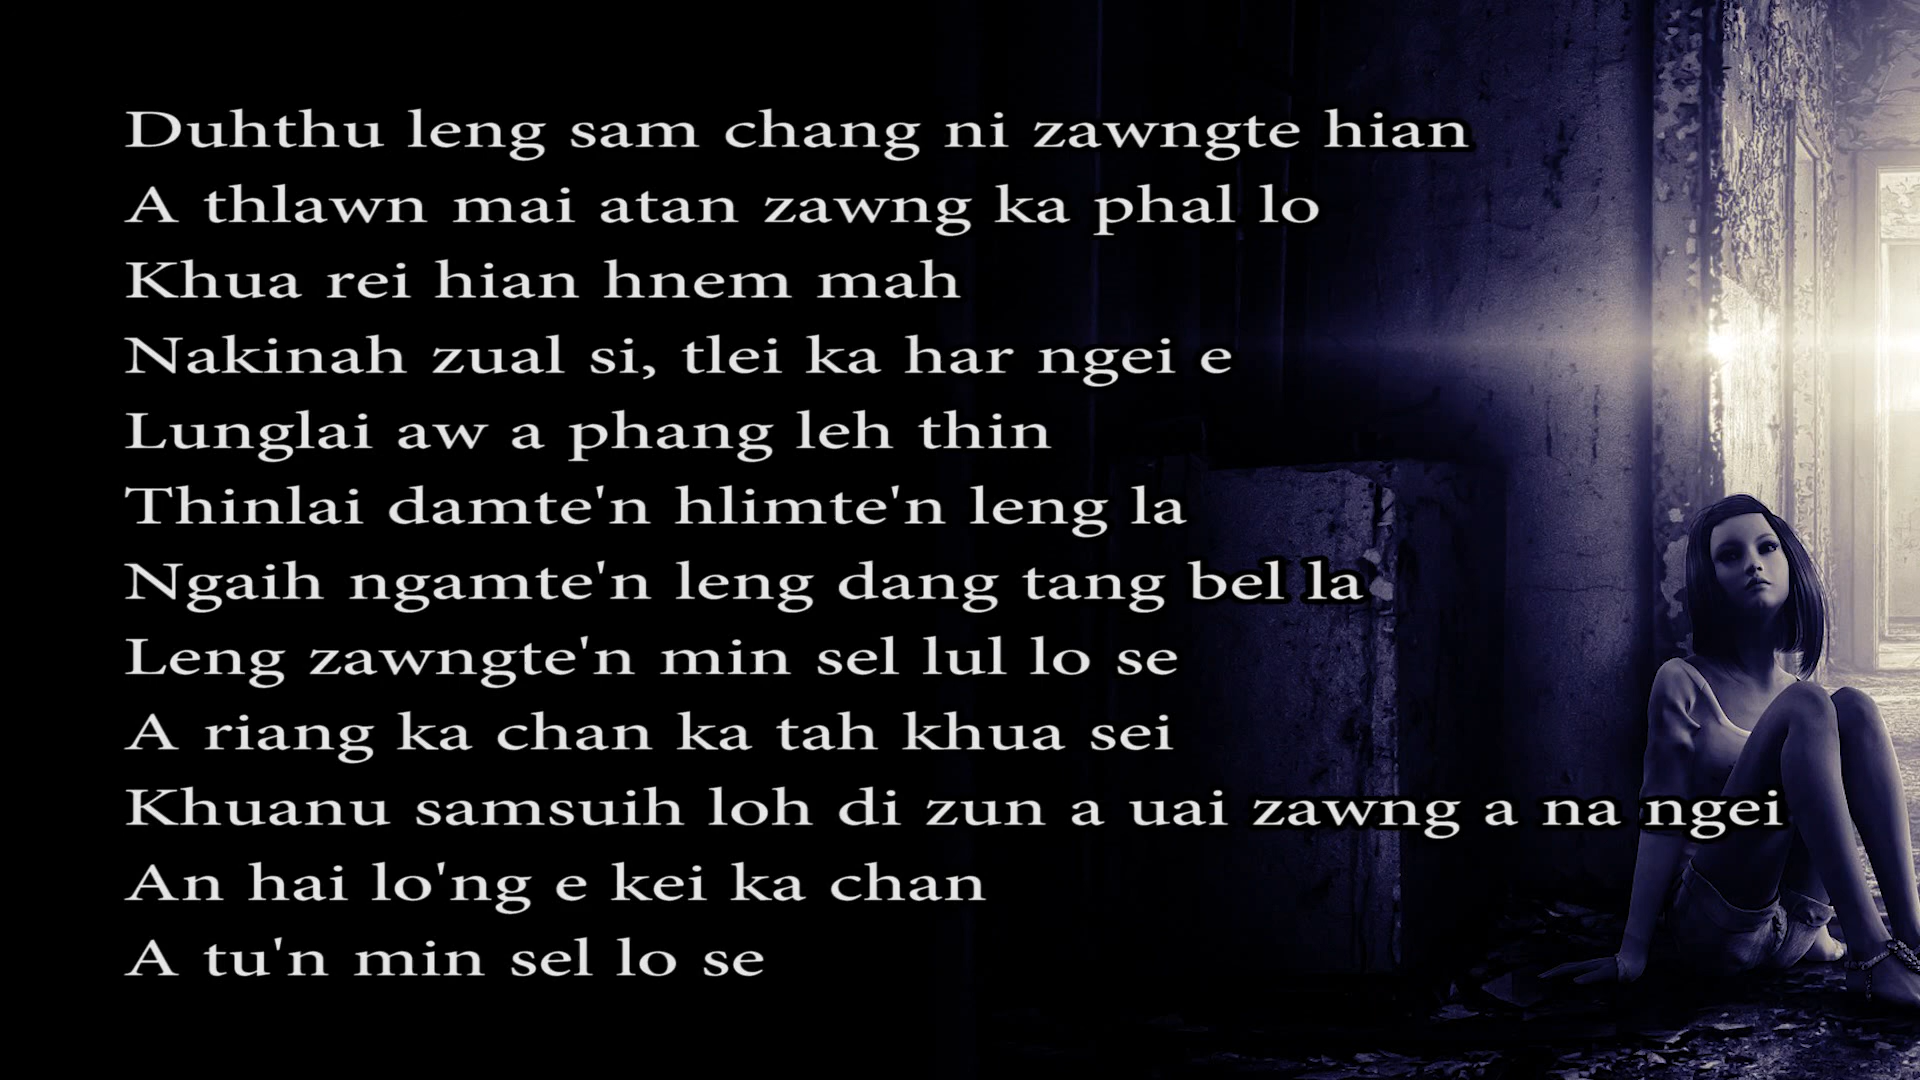 Duhthu leng sam chang ni zawngte hian
A thlawn mai atan zawng ka phal lo
Khua rei hian hnem mah
Nakinah zual si, tlei ka har ngei e
Lunglai aw a phang leh thin
Thinlai damte'n hlimte'n leng la
Ngaih ngamte'n leng dang tang bel la
Leng zawngte'n min sel lul lo se
A riang ka chan ka tah khua sei
Khuanu samsuih loh di zun a uai zawng a na ngei
An hai lo'ng e kei ka chan
A tu'n min sel lo se